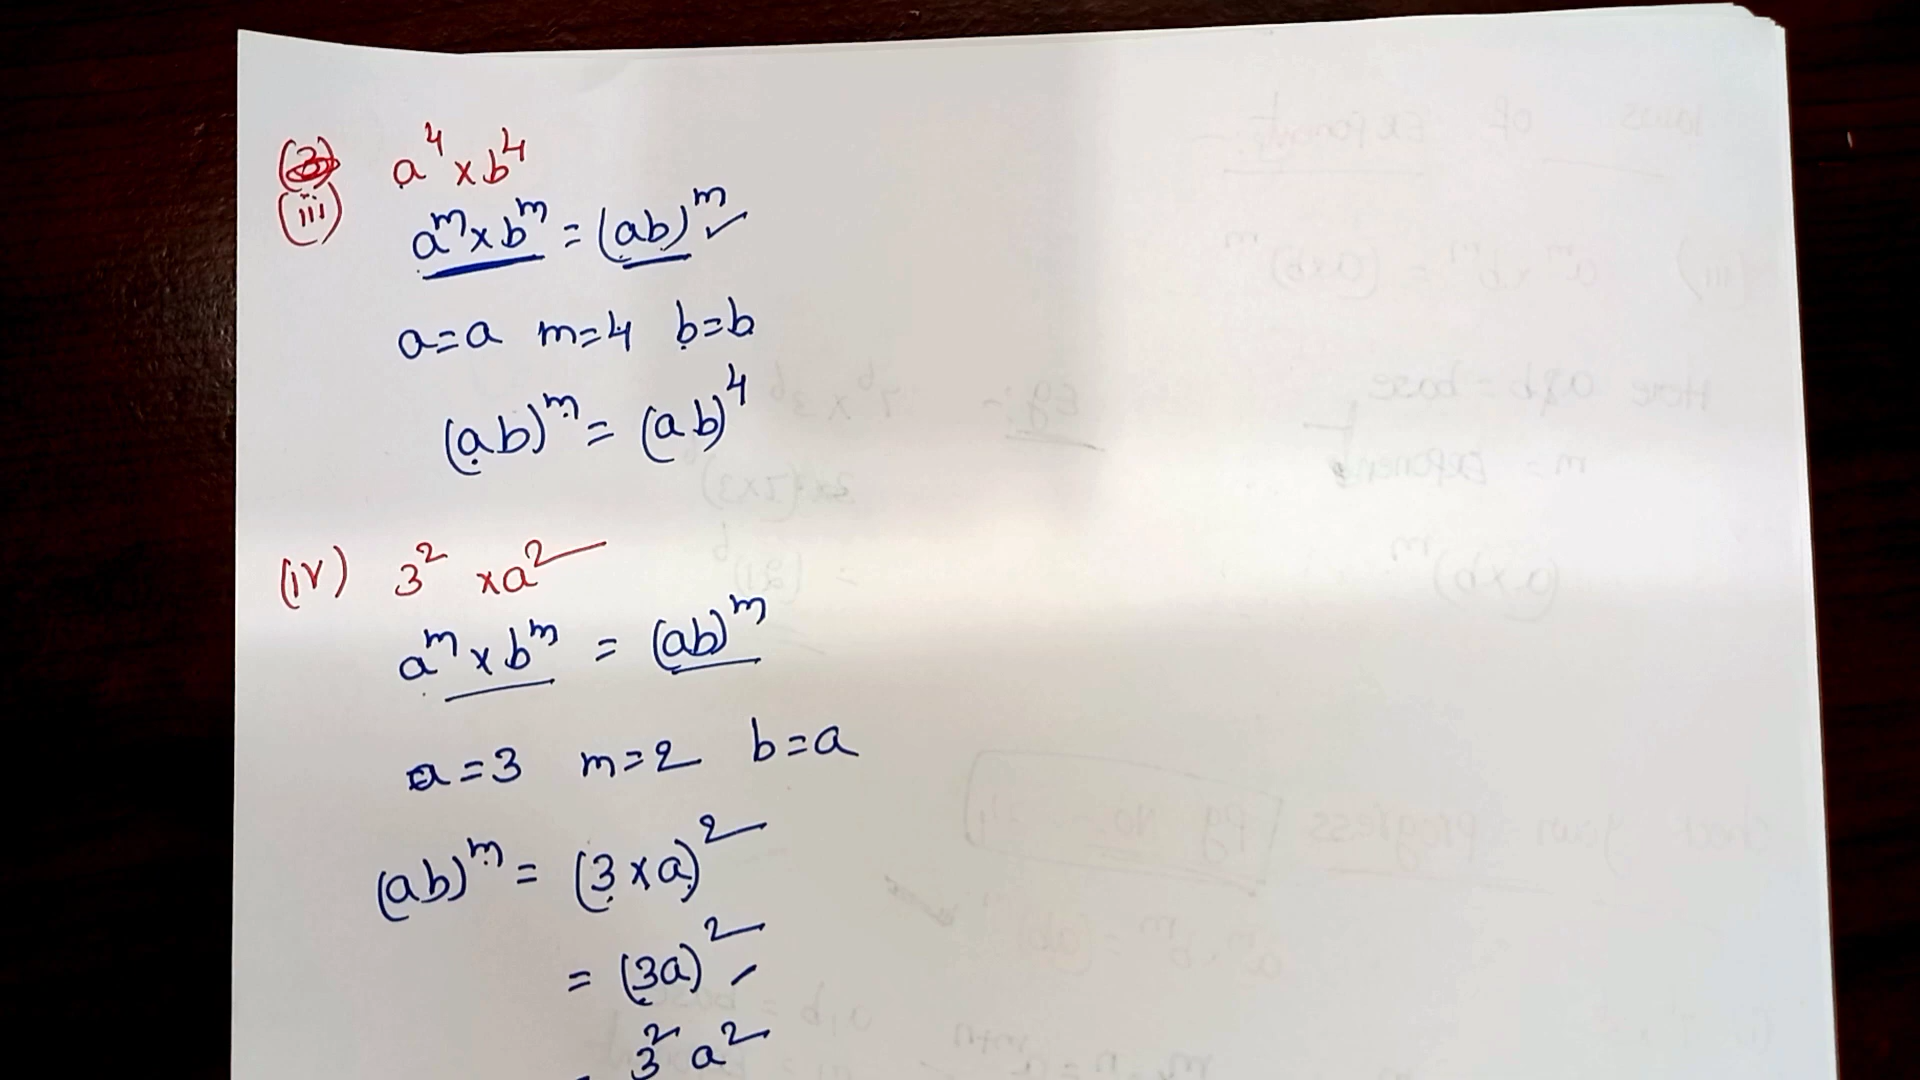 (iii) a⁴ × b⁴
aᵐ × bᵐ = (ab)ᵐ ✓
a = a m = 4 b = b
(ab)ᵐ = (ab)⁴
(iv) 3² × a²
aᵐ × bᵐ = (ab)ᵐ
a = 3 m = 2 b = a
(ab)ᵐ = (3 × a)²
= (3a)²
3² a²